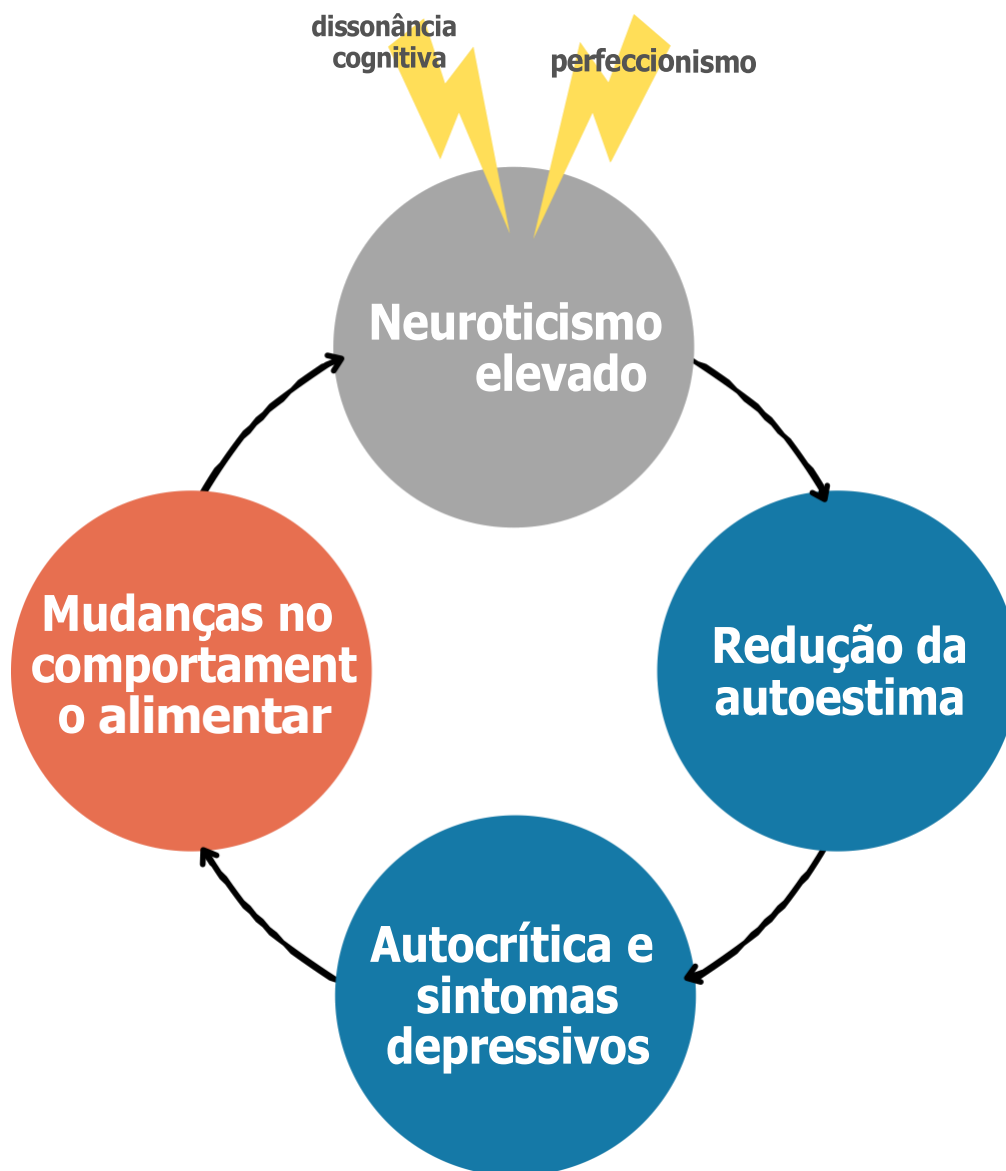 dissonância
cognitiva
perfeccionismo
Neuroticismo
elevado
Redução da
autoestima
Autocrítica e
sintomas
depressivos
Mudanças no
comportament
o alimentar